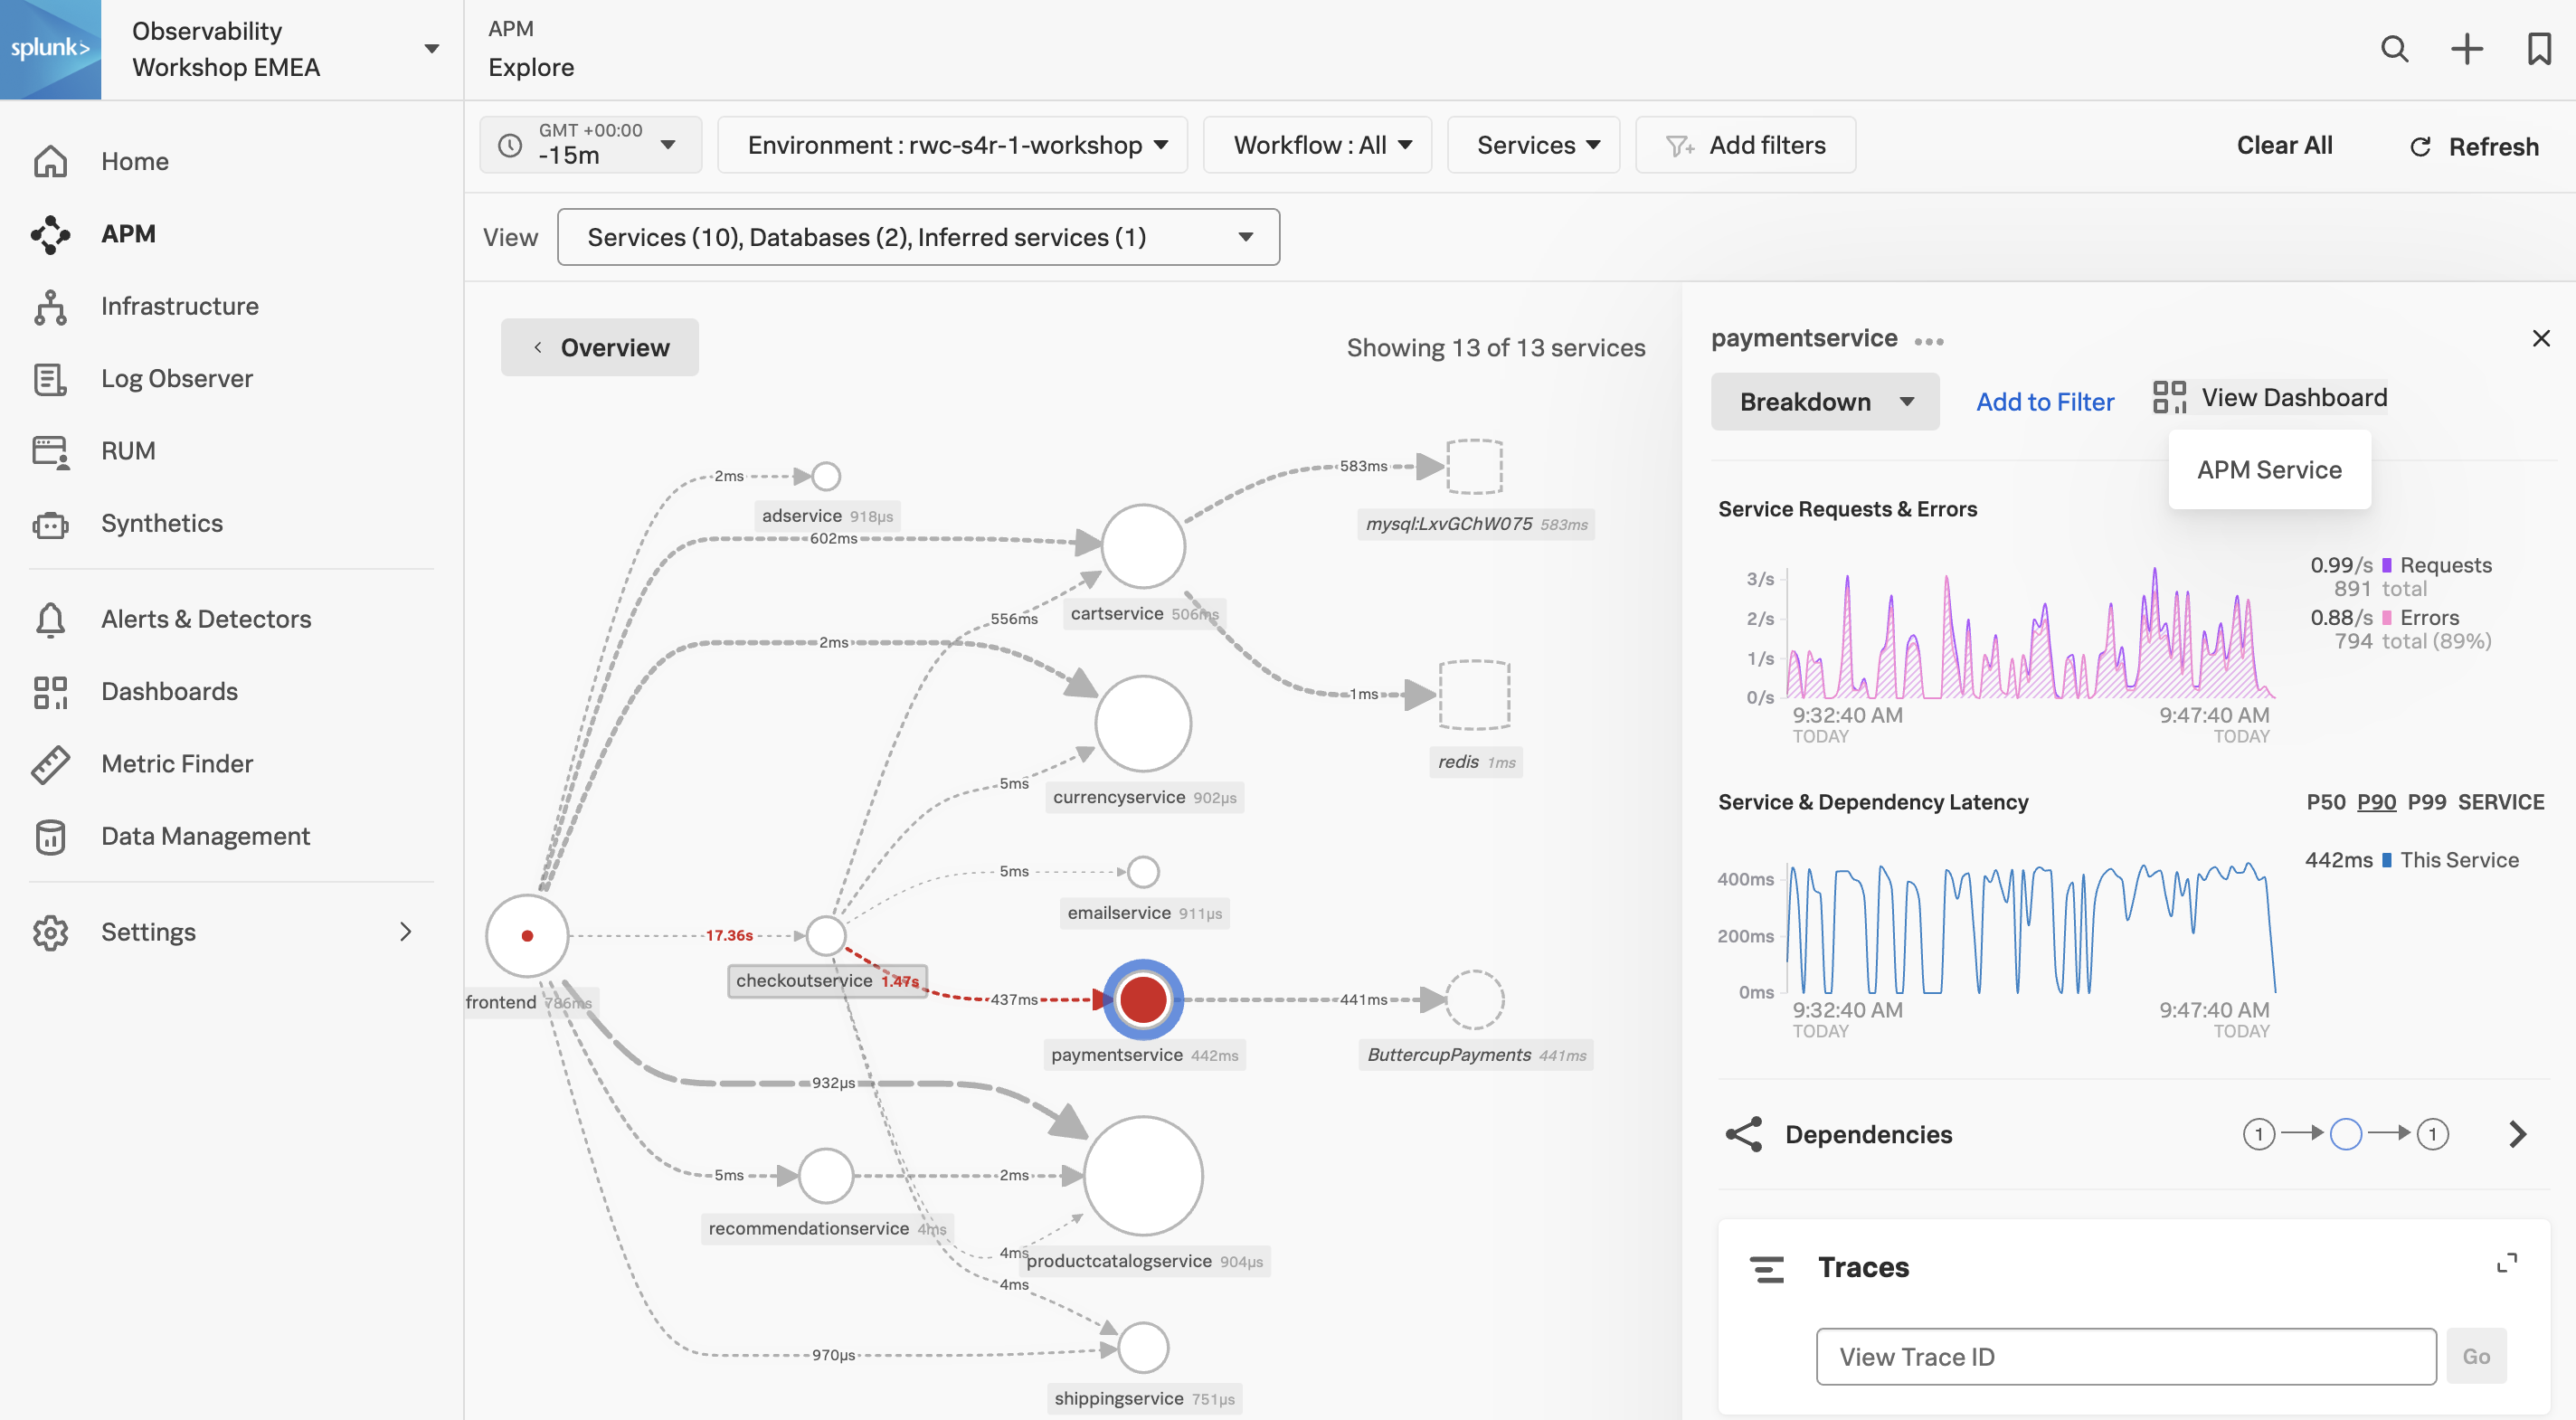 splunk>
Observability
Workshop EMEA
APM
Explore
Home
APM
Infrastructure
Log Observer
RUM
Synthetics
Alerts & Detectors
Dashboards
Metric Finder
Data Management
Settings
GMT +00:00
-15m
Environment : rwc-s4r-1-workshop
Workflow : All
Services
Add filters
Clear All
Refresh
View
Services (10), Databases (2), Inferred services (1)
Overview
Showing 13 of 13 services
2ms
adservice 918µs
602ms
583ms
mysql:LxvGChW075 583ms
556ms
cartservice 506ms
2ms
1ms
redis 1ms
5ms
currencyservice 902µs
5ms
emailservice 911µs
17.36s
checkoutservice 1.47s
frontend 786ms
437ms
441ms
paymentservice 442ms
ButtercupPayments 441ms
932µs
5ms
2ms
recommendationservice 4ms
4ms
productcatalogservice 904µs
4ms
970µs
shippingservice 751µs
paymentservice
Breakdown
Add to Filter
View Dashboard
APM Service
Service Requests & Errors
3/s
2/s
1/s
0/s
9:32:40 AM
TODAY
9:47:40 AM
TODAY
0.99/s Requests
891 total
0.88/s Errors
794 total (89%)
Service & Dependency Latency
P50 P90 P99 SERVICE
400ms
200ms
0ms
9:32:40 AM
TODAY
9:47:40 AM
TODAY
442ms This Service
Dependencies
1
1
Traces
View Trace ID
Go